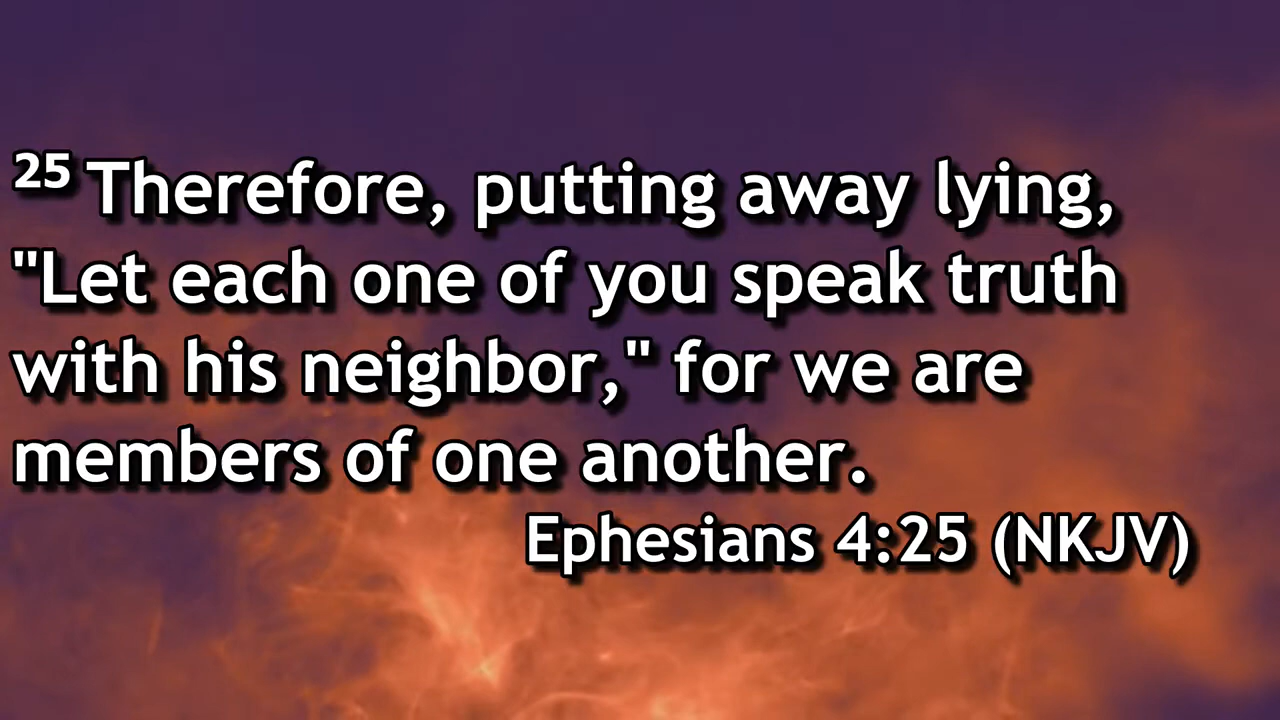 25 Therefore, putting away lying,
"Let each one of you speak truth
with his neighbor," for we are
members of one another.
Ephesians 4:25 (NKJV)